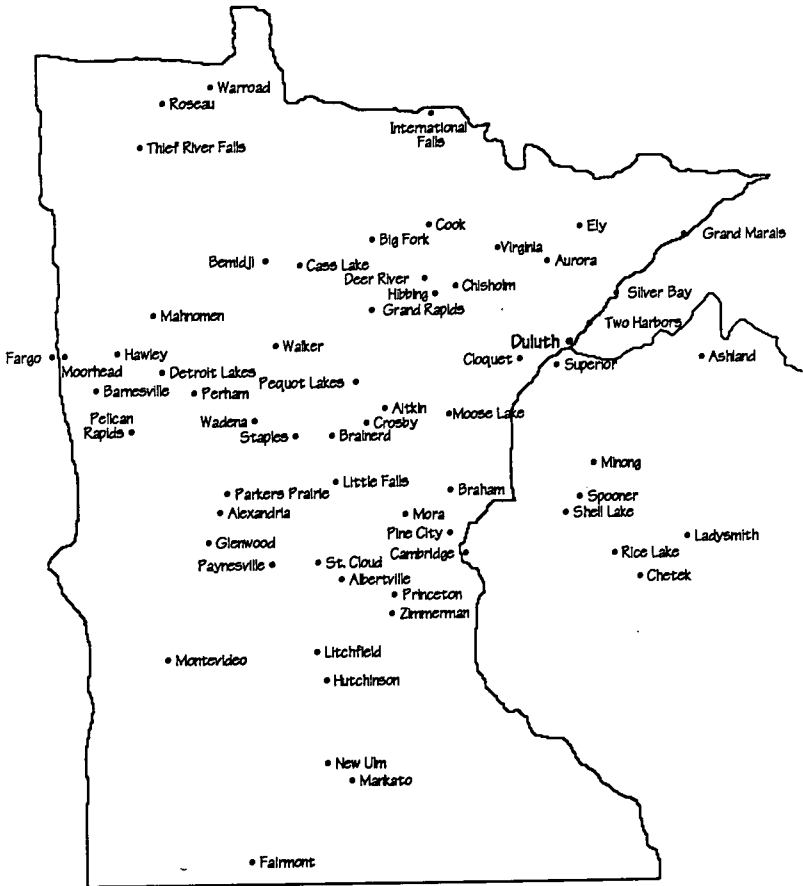 Warroad
Roseau
International
Falls
Thief River Falls
Cook
Ely
Grand Marais
Big Fork
Virginia
Aurora
Bemidji
Cass Lake
Deer River
Chisholm
Hibbing
Silver Bay
Grand Rapids
Mahnomen
Two Harbors
Duluth
Walker
Fargo
Hawley
Moorhead
Cloquet
Superior
Ashland
Detroit Lakes
Pequot Lakes
Barnesville
Perham
Aitkin
Moose Lake
Pelican
Rapids
Wadena
Crosby
Staples
Brainerd
Minong
Little Falls
Braham
Parkers Prairie
Spooner
Alexandria
Mora
Shell Lake
Pine City
Ladysmith
Glenwood
Cambridge
Rice Lake
Paynesville
St. Cloud
Albertville
Chetek
Princeton
Zimmerman
Litchfield
Montevideo
Hutchinson
New Ulm
Mankato
Fairmont